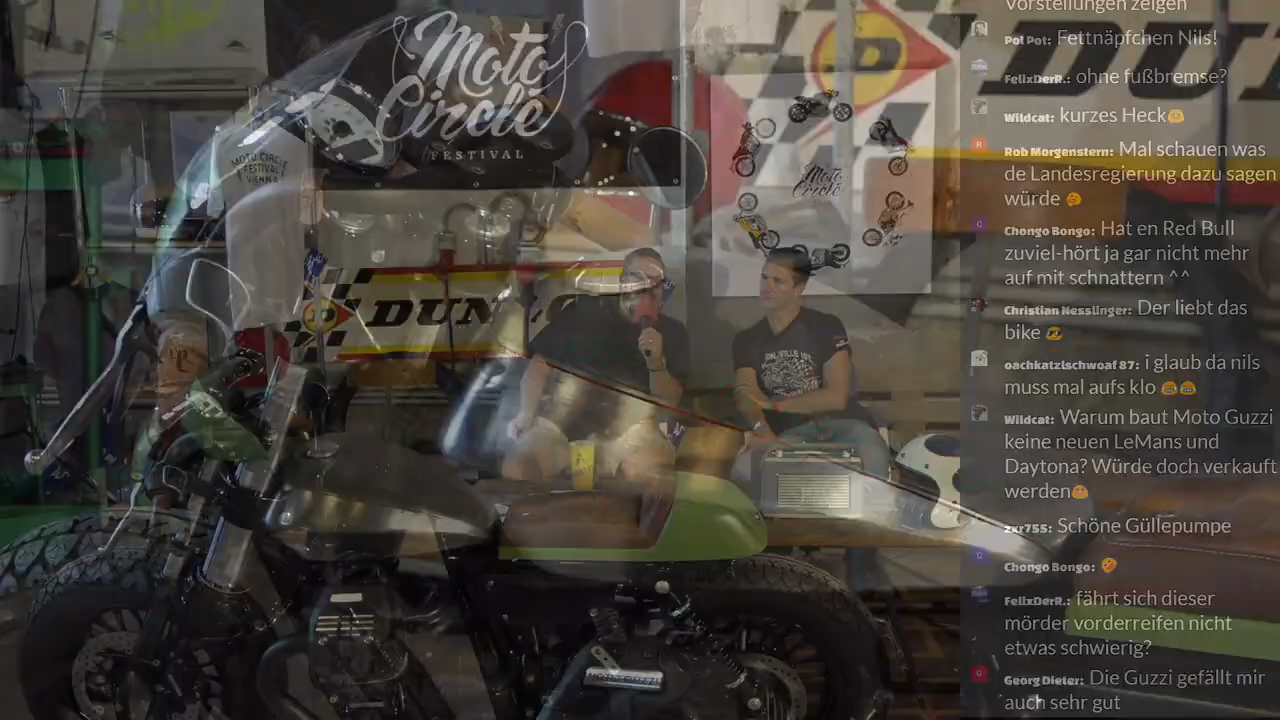 Moto
Circle
FESTIVAL
MOTO CIRCLE
FESTIVAL
VIENNA
D
Moto
Circle
DUN
D
DUNLO
BONNEVILLE
MOTO GUZZI
Vorstellungen zeigen
Pol Pot: Fettnäpfchen Nils!
FelixDerR.: ohne fußbremse?
Wildcat: kurzes Heck
Rob Morgenstern: Mal schauen was
de Landesregierung dazu sagen
würde
Chongo Bongo: Hat en Red Bull
zuviel-hört ja gar nicht mehr
auf mit schnattern ^^
Christian Nesslinger: Der liebt das
bike
oachkatzlschwoaf 87: i glaub da nils
muss mal aufs klo
Wildcat: Warum baut Moto Guzzi
keine neuen LeMans und
Daytona? Würde doch verkauft
werden
zxr755: Schöne Güllepumpe
Chongo Bongo:
FelixDerR.: fährt sich dieser
mörder vorderreifen nicht
etwas schwierig?
Georg Dieter: Die Guzzi gefällt mir
auch sehr gut